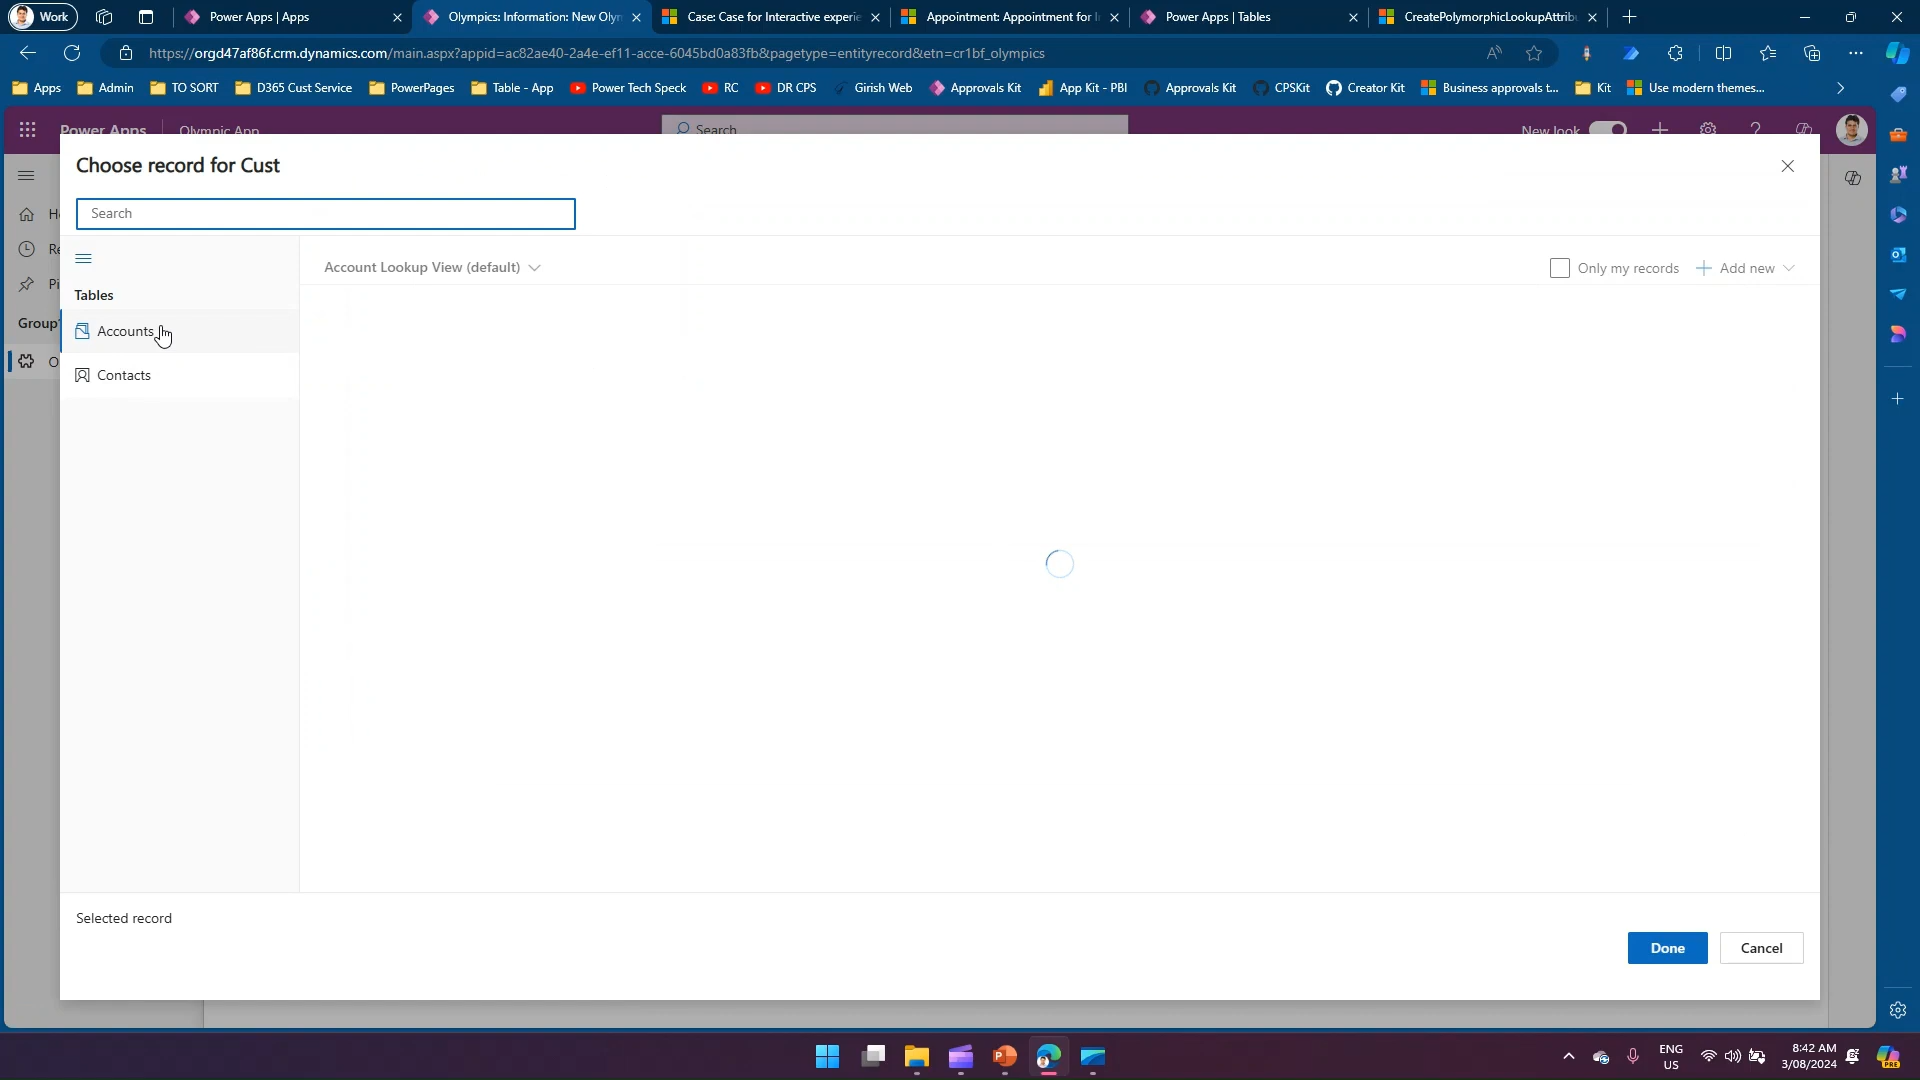 Work
Power Apps | Apps
Olympics: Information: New Olyn
Case: Case for Interactive experie
Appointment: Appointment for I
Power Apps | Tables
CreatePolymorphicLookupAttrib
https://orgd47af86f.crm.dynamics.com/main.aspx?appid=ac82ae40-2a4e-ef11-acce-6045bd0a83fb&pagetype=entityrecord&etn=cr1bf_olympics
Apps
Admin
TO SORT
D365 Cust Service
PowerPages
Table - App
Power Tech Speck
RC
DR CPS
Girish Web
Approvals Kit
App Kit - PBI
Approvals Kit
CPSKit
Creator Kit
Business approvals t...
Kit
Use modern themes...
Power Apps
Olympic App
Search
New look
Choose record for Cust
Search
Tables
Accounts
Contacts
Group
Account Lookup View (default)
Only my records
Add new
Selected record
Done
Cancel
ENG
US
8:42 AM
3/08/2024
PRE